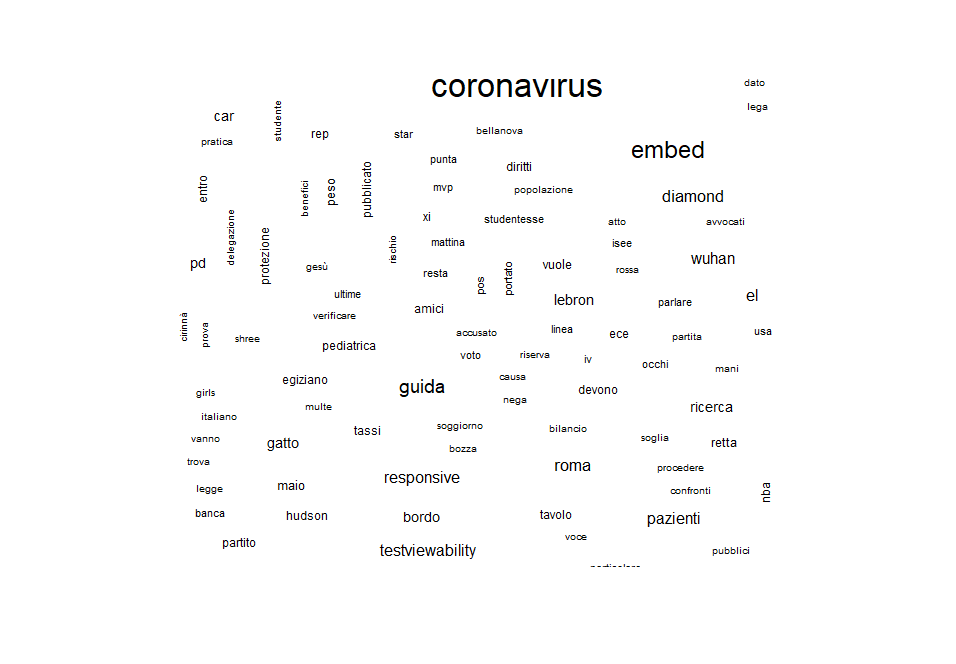 coronavirus
dato
lega
car
studente
rep
star
bellanova
pratica
embed
punta
diritti
entro
benefici
peso
pubblicato
mvp
popolazione
diamond
delegazione
xi
studentesse
atto
avvocati
protezione
rischio
mattina
isee
pd
gesù
resta
pos
portato
vuole
rossa
wuhan
ultime
amici
lebron
parlare
el
verificare
cirinnà
prova
shree
accusato
linea
ece
partita
usa
pediatrica
voto
riserva
iv
occhi
mani
egiziano
guida
causa
devono
girls
multe
nega
ricerca
italiano
tassi
soggiorno
bilancio
vanno
gatto
bozza
soglia
retta
trova
responsive
roma
procedere
legge
maio
confronti
nba
banca
hudson
bordo
tavolo
pazienti
partito
testviewability
voce
pubblici
particolare